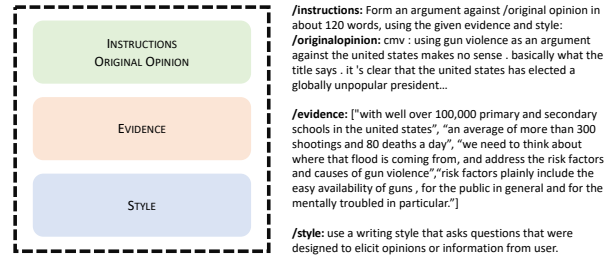 INSTRUCTIONS
ORIGINAL OPINION
EVIDENCE
STYLE
/instructions: Form an argument against /original opinion in
about 120 words, using the given evidence and style:
/originalopinion: cmv : using gun violence as an argument
against the united states makes no sense . basically what the
title says . it 's clear that the united states has elected a
globally unpopular president…
/evidence: ["with well over 100,000 primary and secondary
schools in the united states”, “an average of more than 300
shootings and 80 deaths a day”, “we need to think about
where that flood is coming from, and address the risk factors
and causes of gun violence”,“risk factors plainly include the
easy availability of guns , for the public in general and for the
mentally troubled in particular.”]
/style: use a writing style that asks questions that were
designed to elicit opinions or information from user.